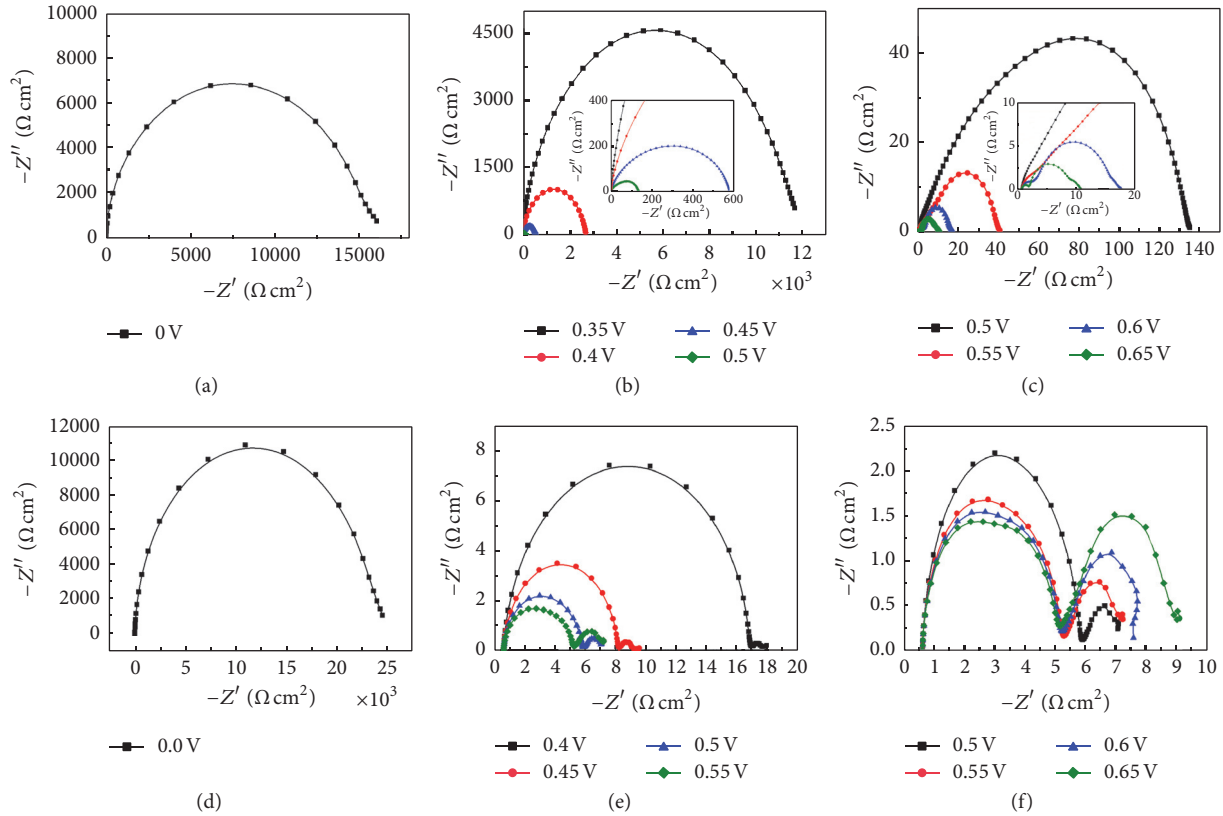 10000
8000
6000
4000
2000
0
−Z″ (Ω cm²)
0 5000 10000 15000
−Z′ (Ω cm²)
0 V
(a)
4500
3000
1500
0
−Z″ (Ω cm²)
400
200
0
−Z″ (Ω cm²)
0 200 400 600
−Z′ (Ω cm²)
0 2 4 6 8 10 12
−Z′ (Ω cm²) ×10³
0.35 V 0.45 V
0.4 V 0.5 V
(b)
40
20
0
−Z″ (Ω cm²)
10
5
0
−Z″ (Ω cm²)
0 10 20
−Z′ (Ω cm²)
0 20 40 60 80 100 120 140
−Z′ (Ω cm²)
0.5 V 0.6 V
0.55 V 0.65 V
(c)
12000
10000
8000
6000
4000
2000
0
−Z″ (Ω cm²)
0 5 10 15 20 25
−Z′ (Ω cm²) ×10³
0.0 V
(d)
8
6
4
2
0
−Z″ (Ω cm²)
0 2 4 6 8 10 12 14 16 18 20
−Z′ (Ω cm²)
0.4 V 0.5 V
0.45 V 0.55 V
(e)
2.5
2.0
1.5
1.0
0.5
0.0
−Z″ (Ω cm²)
0 1 2 3 4 5 6 7 8 9 10
−Z′ (Ω cm²)
0.5 V 0.6 V
0.55 V 0.65 V
(f)